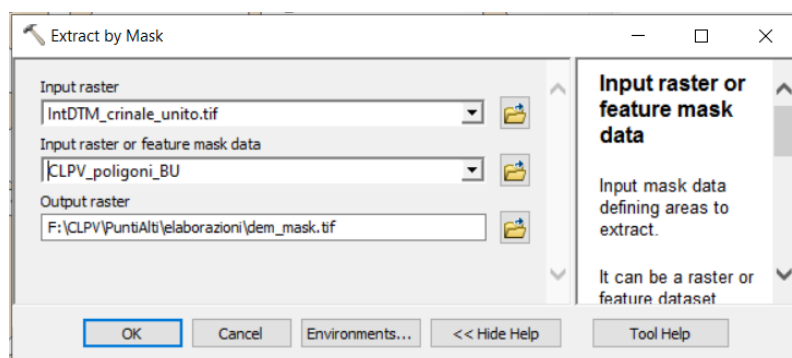 Extract by Mask
Input raster
IntDTM_crinale_unito.tif
Input raster or feature mask data
CLPV_poligoni_BU
Output raster
F:\CLPV\PuntiAlti\elaborazioni\dem_mask.tif
Input raster or
feature mask
data
Input mask data
defining areas to
extract.
It can be a raster or
feature dataset
OK
Cancel
Environments...
<< Hide Help
Tool Help